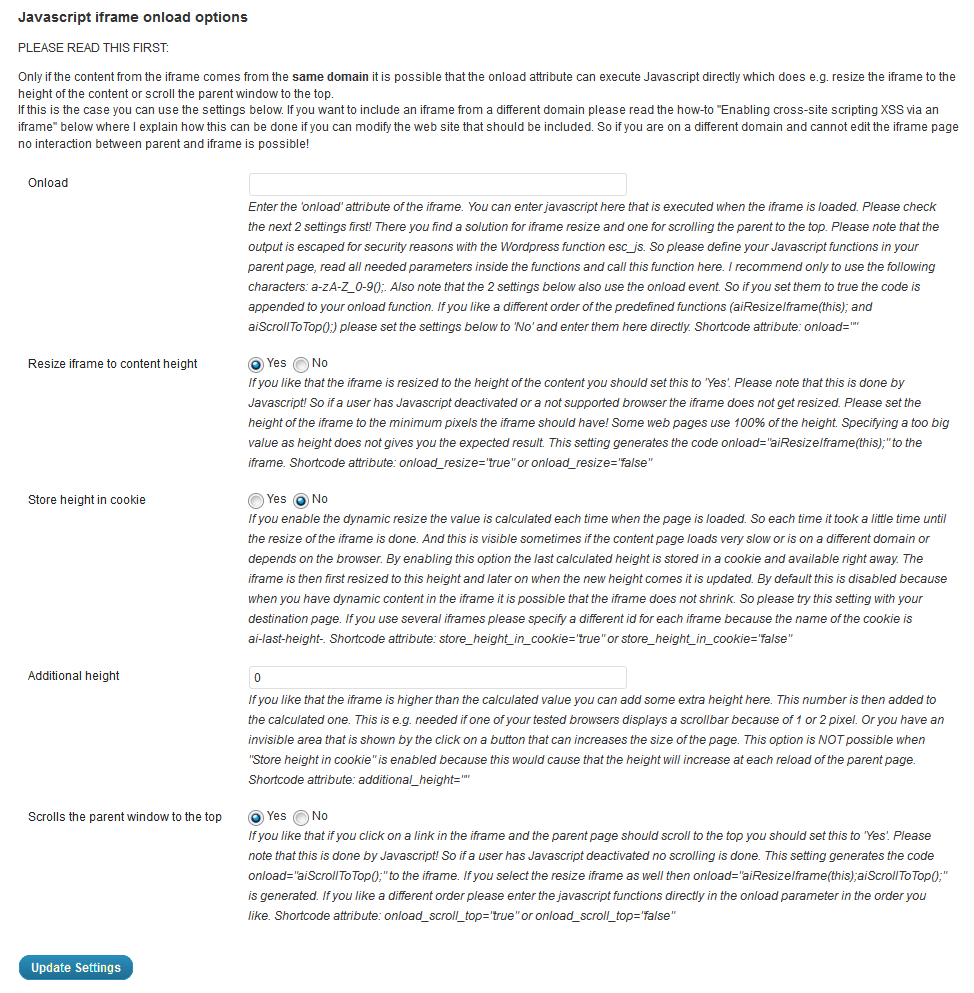 Javascript iframe onload options
PLEASE READ THIS FIRST:
Only if the content from the iframe comes from the same domain it is possible that the onload attribute can execute Javascript directly which does e.g. resize the iframe to the
height of the content or scroll the parent window to the top.
If this is the case you can use the settings below. If you want to include an iframe from a different domain please read the how-to "Enabling cross-site scripting XSS via an
iframe" below where I explain how this can be done if you can modify the web site that should be included. So if you are on a different domain and cannot edit the iframe page
no interaction between parent and iframe is possible!
Onload
Enter the 'onload' attribute of the iframe. You can enter javascript here that is executed when the iframe is loaded. Please check
the next 2 settings first! There you find a solution for iframe resize and one for scrolling the parent to the top. Please note that the
output is escaped for security reasons with the Wordpress function esc_js. So please define your Javascript functions in your
parent page, read all needed parameters inside the functions and call this function here. I recommend only to use the following
characters: a-zA-Z_0-9();. Also note that the 2 settings below also use the onload event. So if you set them to true the code is
appended to your onload function. If you like a different order of the predefined functions (aiResizeIframe(this); and
aiScrollToTop();) please set the settings below to 'No' and enter them here directly. Shortcode attribute: onload=""
Resize iframe to content height
Yes No
If you like that the iframe is resized to the height of the content you should set this to 'Yes'. Please note that this is done by
Javascript! So if a user has Javascript deactivated or a not supported browser the iframe does not get resized. Please set the
height of the iframe to the minimum pixels the iframe should have! Some web pages use 100% of the height. Specifying a too big
value as height does not gives you the expected result. This setting generates the code onload="aiResizeIframe(this);" to the
iframe. Shortcode attribute: onload_resize="true" or onload_resize="false"
Store height in cookie
Yes No
If you enable the dynamic resize the value is calculated each time when the page is loaded. So each time it took a little time until
the resize of the iframe is done. And this is visible sometimes if the content page loads very slow or is on a different domain or
depends on the browser. By enabling this option the last calculated height is stored in a cookie and available right away. The
iframe is then first resized to this height and later on when the new height comes it is updated. By default this is disabled because
when you have dynamic content in the iframe it is possible that the iframe does not shrink. So please try this setting with your
destination page. If you use several iframes please specify a different id for each iframe because the name of the cookie is
ai-last-height-. Shortcode attribute: store_height_in_cookie="true" or store_height_in_cookie="false"
Additional height
0
If you like that the iframe is higher than the calculated value you can add some extra height here. This number is then added to
the calculated one. This is e.g. needed if one of your tested browsers displays a scrollbar because of 1 or 2 pixel. Or you have an
invisible area that is shown by the click on a button that can increases the size of the page. This option is NOT possible when
"Store height in cookie" is enabled because this would cause that the height will increase at each reload of the parent page.
Shortcode attribute: additional_height=""
Scrolls the parent window to the top
Yes No
If you like that if you click on a link in the iframe and the parent page should scroll to the top you should set this to 'Yes'. Please
note that this is done by Javascript! So if a user has Javascript deactivated no scrolling is done. This setting generates the code
onload="aiScrollToTop();" to the iframe. If you select the resize iframe as well then onload="aiResizeIframe(this);aiScrollToTop();"
is generated. If you like a different order please enter the javascript functions directly in the onload parameter in the order you
like. Shortcode attribute: onload_scroll_top="true" or onload_scroll_top="false"
Update Settings